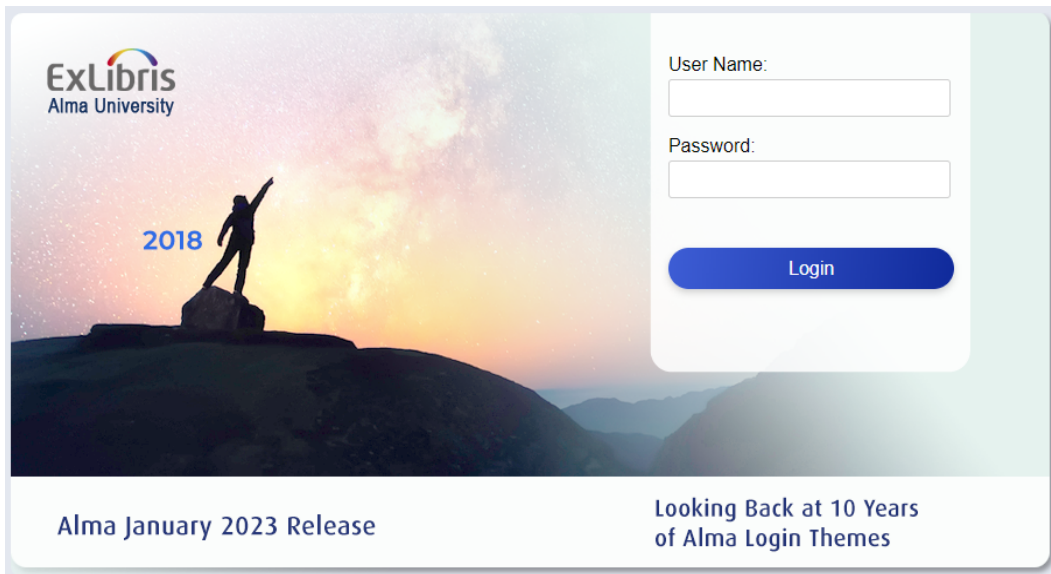 ExLibris
Alma University
2018
User Name:
Password:
Login
Alma January 2023 Release
Looking Back at 10 Years
of Alma Login Themes